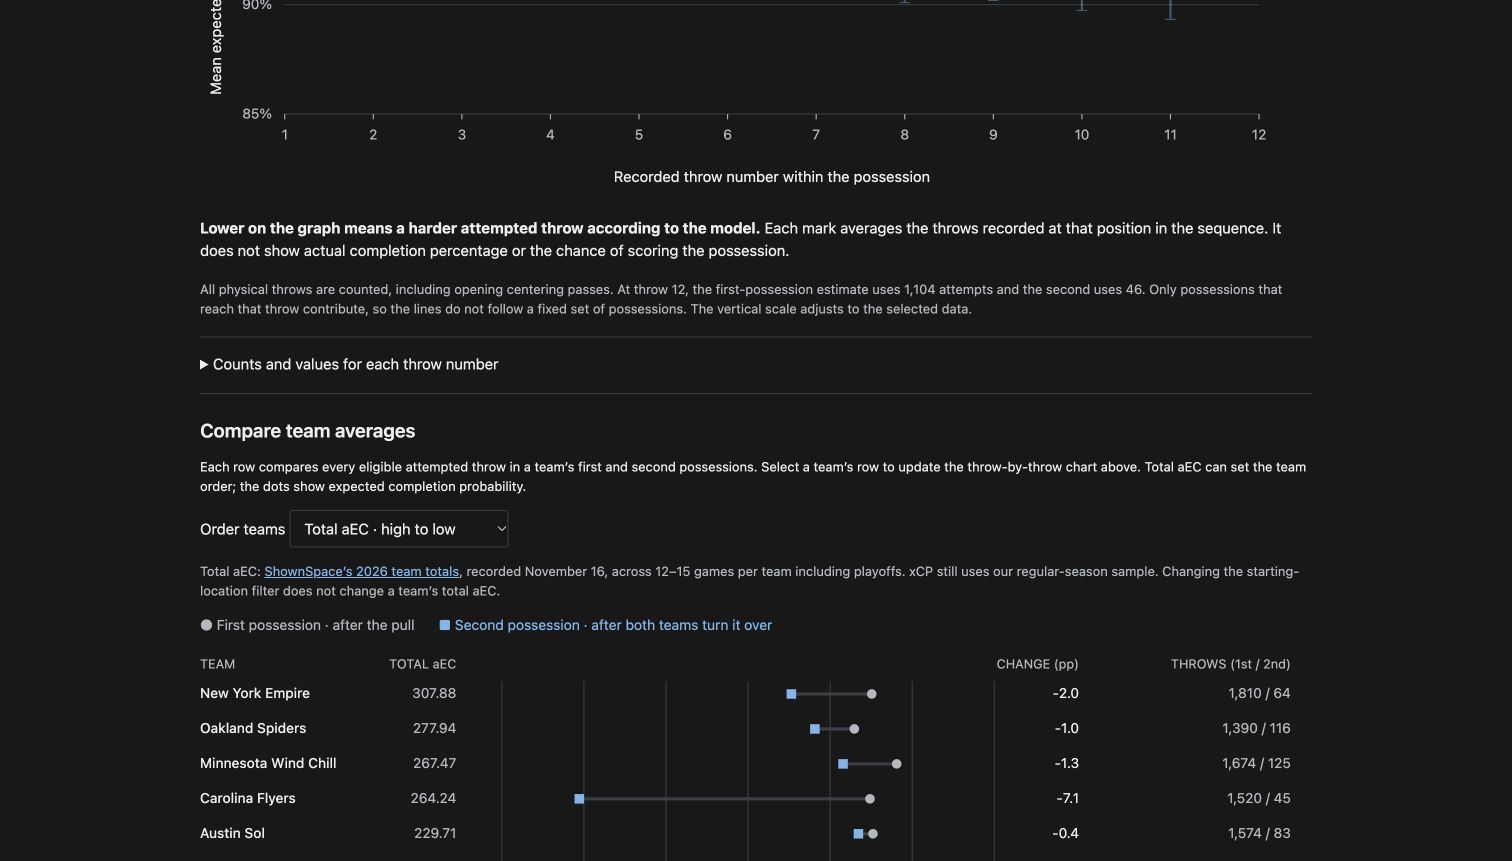 90%
Mean expecte
85%
1 2 3 4 5 6 7 8 9 10 11 12
Recorded throw number within the possession
Lower on the graph means a harder attempted throw according to the model. Each mark averages the throws recorded at that position in the sequence. It
does not show actual completion percentage or the chance of scoring the possession.
All physical throws are counted, including opening centering passes. At throw 12, the first-possession estimate uses 1,104 attempts and the second uses 46. Only possessions that
reach that throw contribute, so the lines do not follow a fixed set of possessions. The vertical scale adjusts to the selected data.
Counts and values for each throw number
Compare team averages
Each row compares every eligible attempted throw in a team's first and second possessions. Select a team's row to update the throw-by-throw chart above. Total aEC can set the team
order; the dots show expected completion probability.
Order teams Total aEC · high to low
Total aEC: ShownSpace's 2026 team totals, recorded November 16, across 12–15 games per team including playoffs. xCP still uses our regular-season sample. Changing the starting-
location filter does not change a team's total aEC.
First possession · after the pull Second possession · after both teams turn it over
TEAM TOTAL aEC CHANGE (pp) THROWS (1st / 2nd)
New York Empire 307.88 -2.0 1,810 / 64
Oakland Spiders 277.94 -1.0 1,390 / 116
Minnesota Wind Chill 267.47 -1.3 1,674 / 125
Carolina Flyers 264.24 -7.1 1,520 / 45
Austin Sol 229.71 -0.4 1,574 / 83